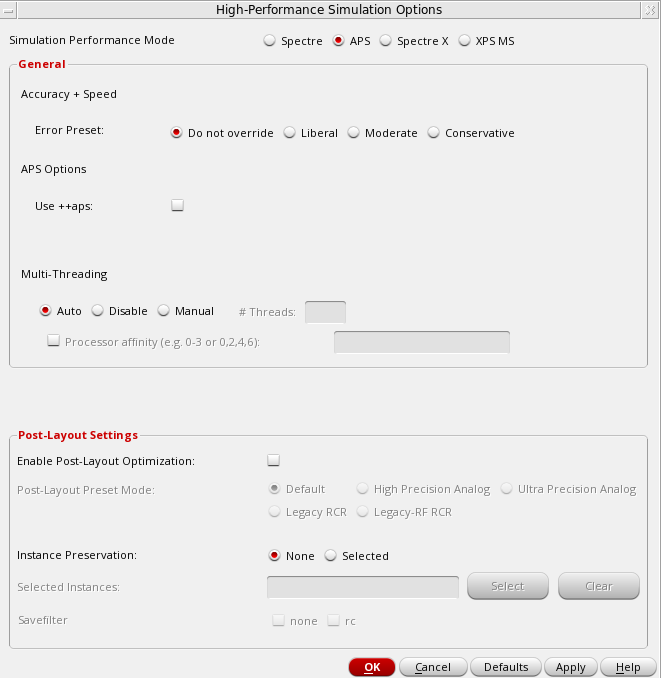 High-Performance Simulation Options
Simulation Performance Mode Spectre APS Spectre X XPS MS
General
Accuracy + Speed
Error Preset: Do not override Liberal Moderate Conservative
APS Options
Use ++aps:
Multi-Threading
Auto Disable Manual # Threads:
Processor affinity (e.g. 0-3 or 0,2,4,6):
Post-Layout Settings
Enable Post-Layout Optimization:
Post-Layout Preset Mode: Default High Precision Analog Ultra Precision Analog
Legacy RCR Legacy-RF RCR
Instance Preservation: None Selected
Selected Instances: Select Clear
Savefilter none rc
OK Cancel Defaults Apply Help